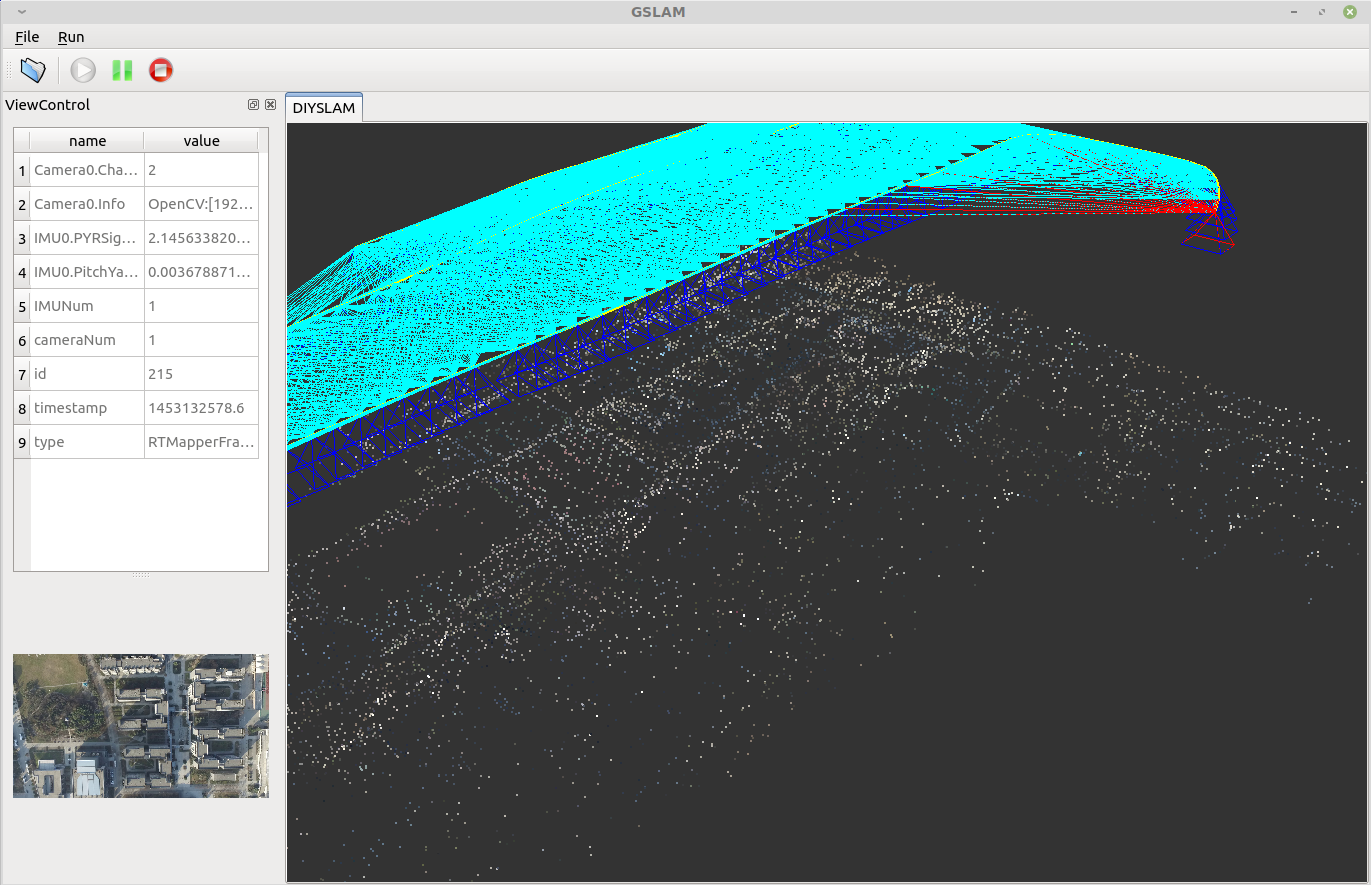 GSLAM
File Run
ViewControl
DIYSLAM
name value
1 Camera0.Cha... 2
2 Camera0.Info OpenCV:[192...
3 IMU0.PYRSig... 2.145633820...
4 IMU0.PitchYa... 0.003678871...
5 IMUNum 1
6 cameraNum 1
7 id 215
8 timestamp 1453132578.6
9 type RTMapperFra...